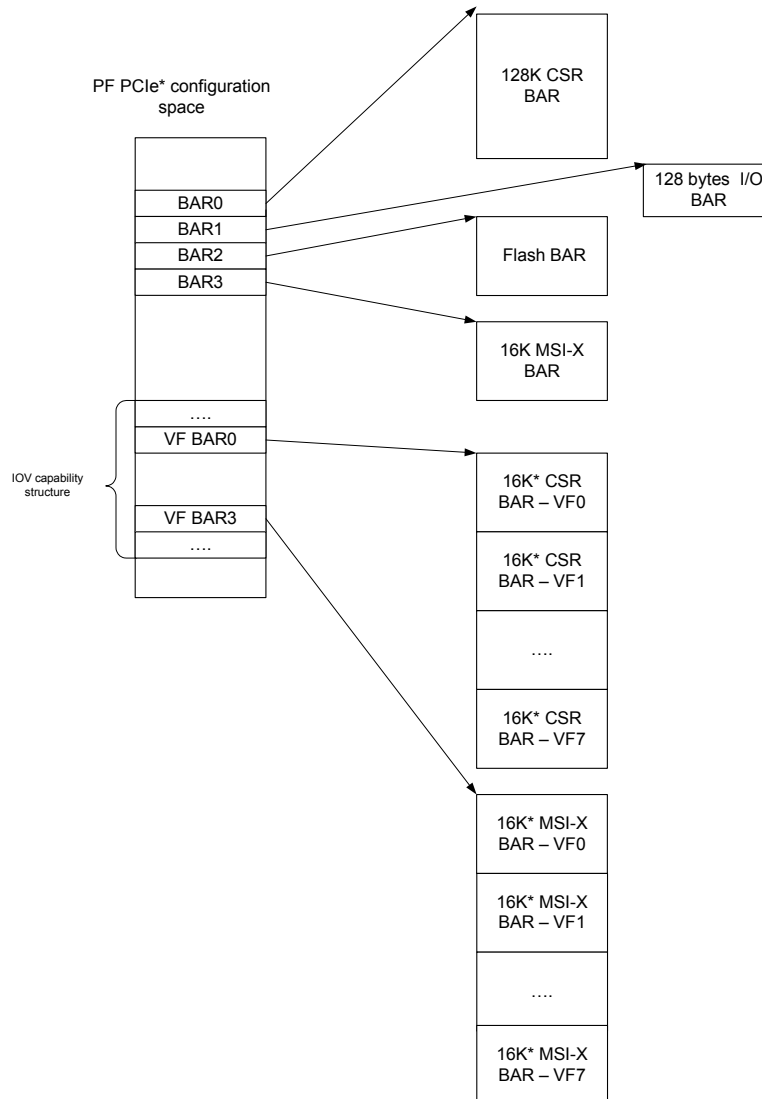 PF PCIe* configuration
space
BAR0
BAR1
BAR2
BAR3
....
VF BAR0
VF BAR3
....
IOV capability
structure
128K CSR
BAR
128 bytes I/O
BAR
Flash BAR
16K MSI-X
BAR
16K* CSR
BAR – VF0
16K* CSR
BAR – VF1
....
16K* CSR
BAR – VF7
16K* MSI-X
BAR – VF0
16K* MSI-X
BAR – VF1
....
16K* MSI-X
BAR – VF7